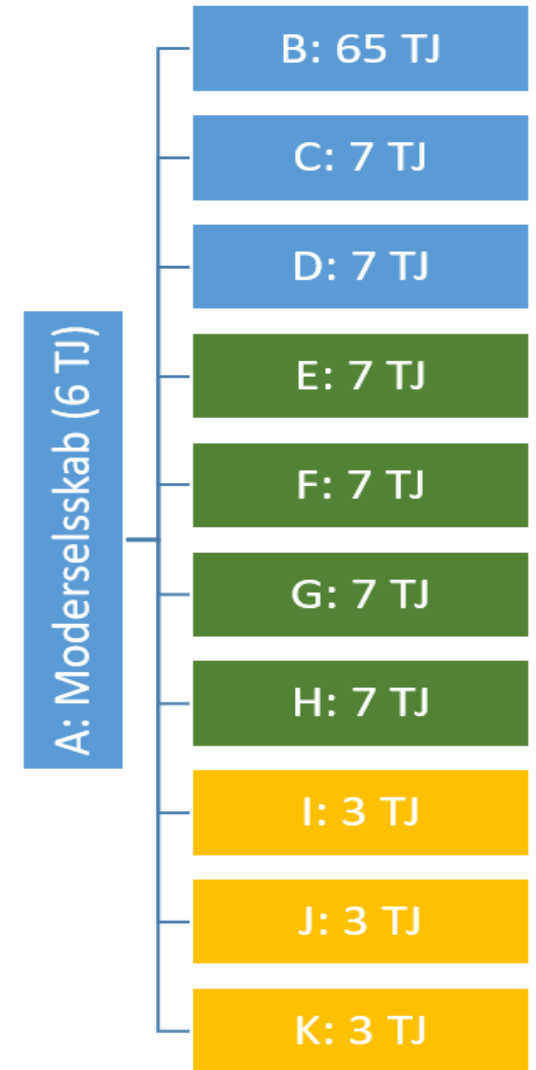 A: Moderselsskab (6 TJ)
B: 65 TJ
C: 7 TJ
D: 7 TJ
E: 7 TJ
F: 7 TJ
G: 7 TJ
H: 7 TJ
I: 3 TJ
J: 3 TJ
K: 3 TJ